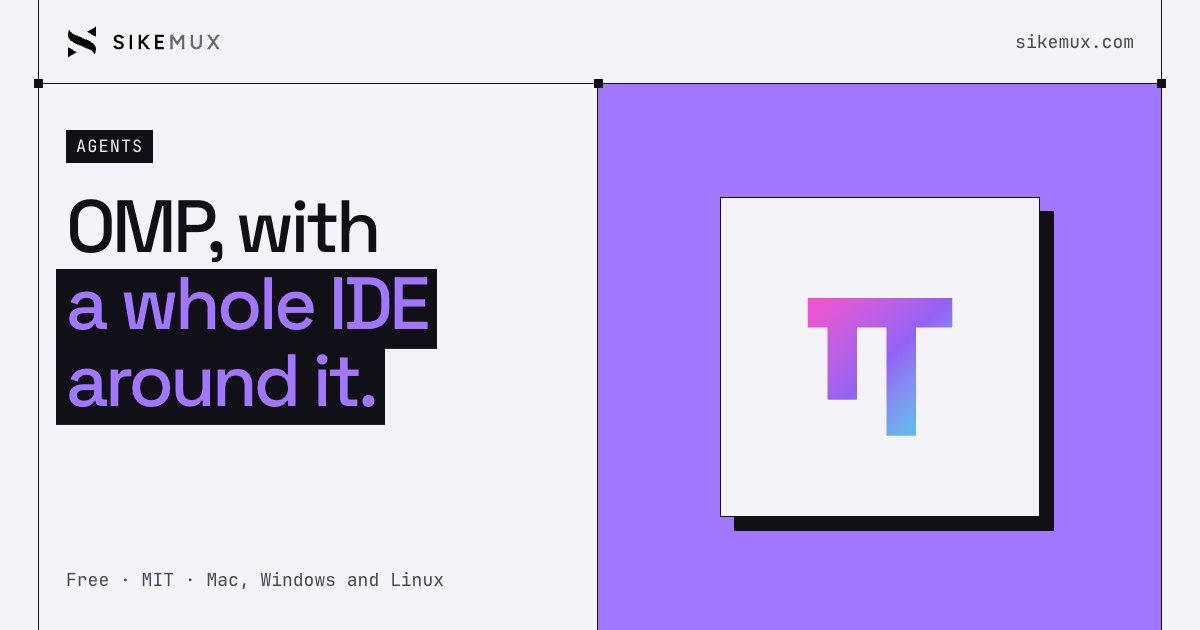 SIKEMUX
sikemux.com
AGENTS
OMP, with
a whole IDE
around it.
Free · MIT · Mac, Windows and Linux